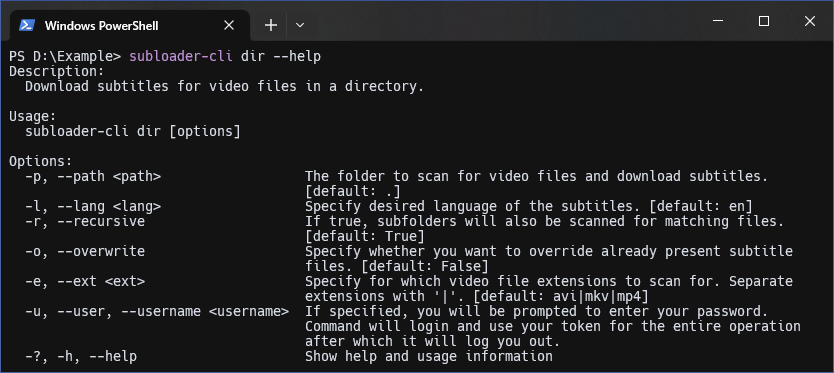 Windows PowerShell
PS D:\Example> subloader-cli dir --help
Description:
  Download subtitles for video files in a directory.

Usage:
  subloader-cli dir [options]

Options:
  -p, --path <path>                  The folder to scan for video files and download subtitles.
                                     [default: .]
  -l, --lang <lang>                  Specify desired language of the subtitles. [default: en]
  -r, --recursive                    If true, subfolders will also be scanned for matching files.
                                     [default: True]
  -o, --overwrite                    Specify whether you want to override already present subtitle
                                     files. [default: False]
  -e, --ext <ext>                    Specify for which video file extensions to scan for. Separate
                                     extensions with '|'. [default: avi|mkv|mp4]
  -u, --user, --username <username>  If specified, you will be prompted to enter your password.
                                     Command will login and use your token for the entire operation
                                     after which it will log you out.
  -?, -h, --help                     Show help and usage information